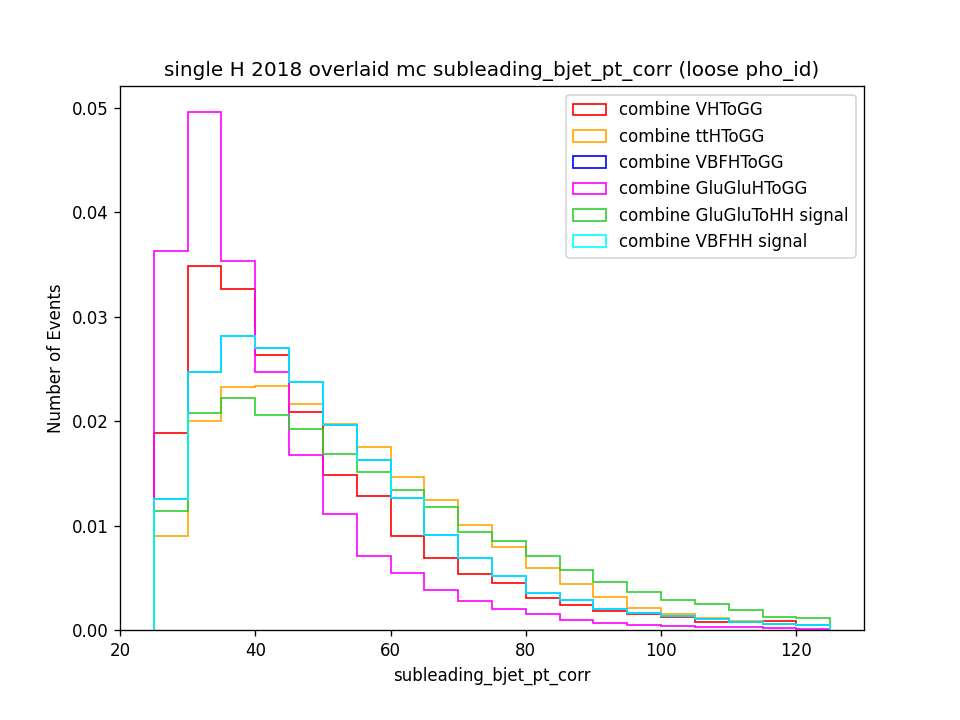 single H 2018 overlaid mc subleading_bjet_pt_corr (loose pho_id)
combine VHToGG
combine ttHToGG
combine VBFHToGG
combine GluGluHToGG
combine GluGluToHH signal
combine VBFHH signal
0.05
0.04
0.03
0.02
0.01
0.00
Number of Events
20 40 60 80 100 120
subleading_bjet_pt_corr